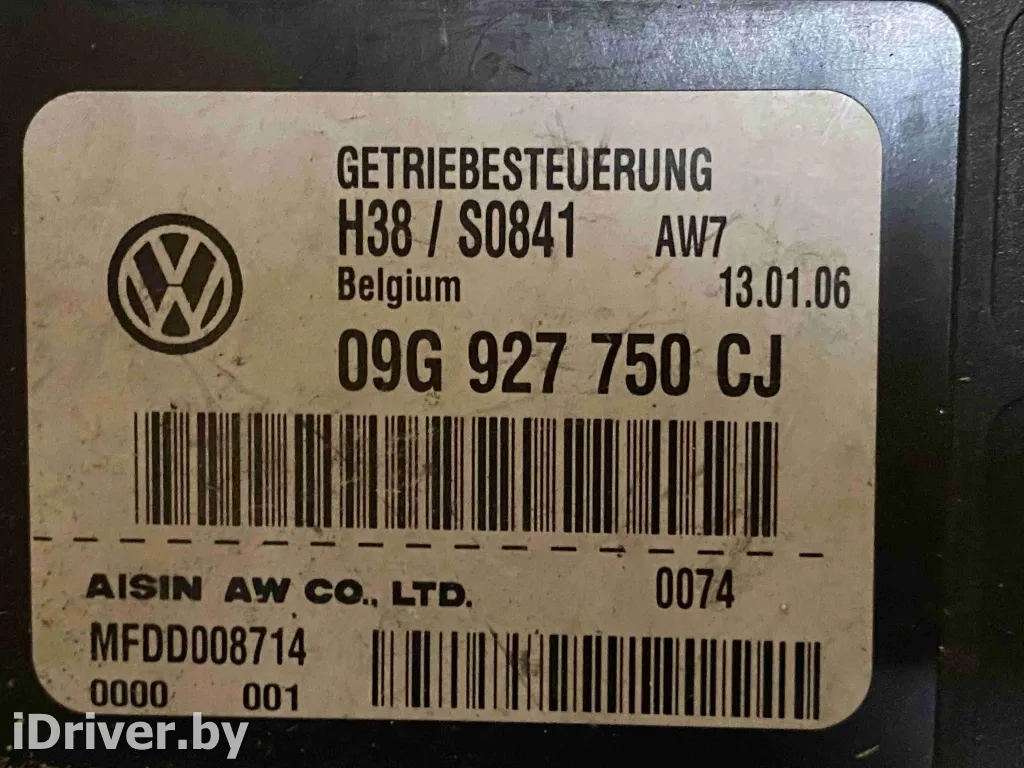 GETRIEBESTEUERUNG
H38 / S0841 AW7
Belgium 13.01.06
09G 927 750 CJ
AISIN AW CO., LTD. 0074
MFDD008714
0000 001
iDriver.by